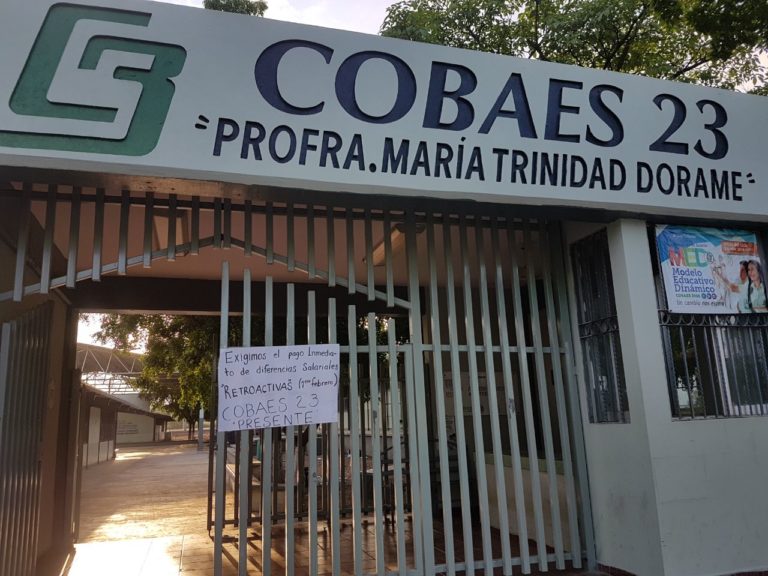 COBAES 23
"PROFRA. MARÍA TRINIDAD DORAME"
Modelo
Educativo
Dinámico
Exigimos el pago Inmedia-
to de diferencias Salariales
"RETROACTIVAS (1ero febrero)
COBAES 23
"PRESENTE"